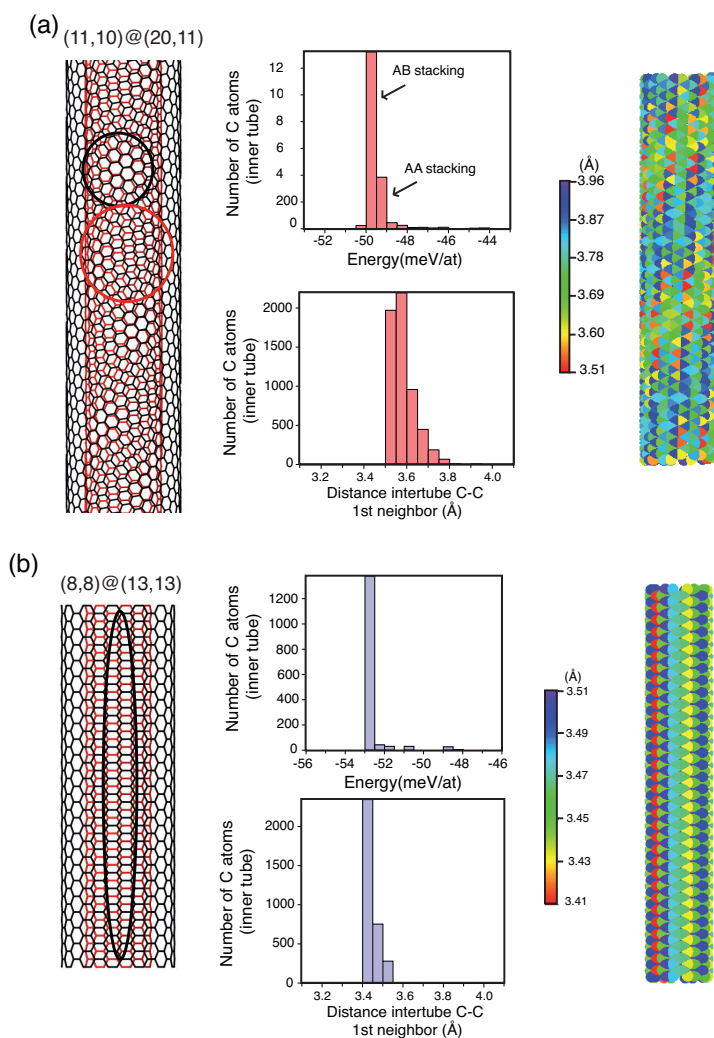 (a)
(11,10)@(20,11)
Number of C atoms
(inner tube)
12
10
8
6
4
200
0
AB stacking
AA stacking
-52
-50
-48
-46
-44
Energy(meV/at)
Number of C atoms
(inner tube)
2000
1500
1000
500
0
3.2
3.4
3.6
3.8
4.0
Distance intertube C-C
1st neighbor (Å)
(Å)
3.96
3.87
3.78
3.69
3.60
3.51
(b)
(8,8)@(13,13)
Number of C atoms
(inner tube)
1200
1000
800
600
400
200
0
-56
-54
-52
-50
-48
-46
Energy(meV/at)
Number of C atoms
(inner tube)
2000
1500
1000
500
0
3.2
3.4
3.6
3.8
4.0
Distance intertube C-C
1st neighbor (Å)
(Å)
3.51
3.49
3.47
3.45
3.43
3.41